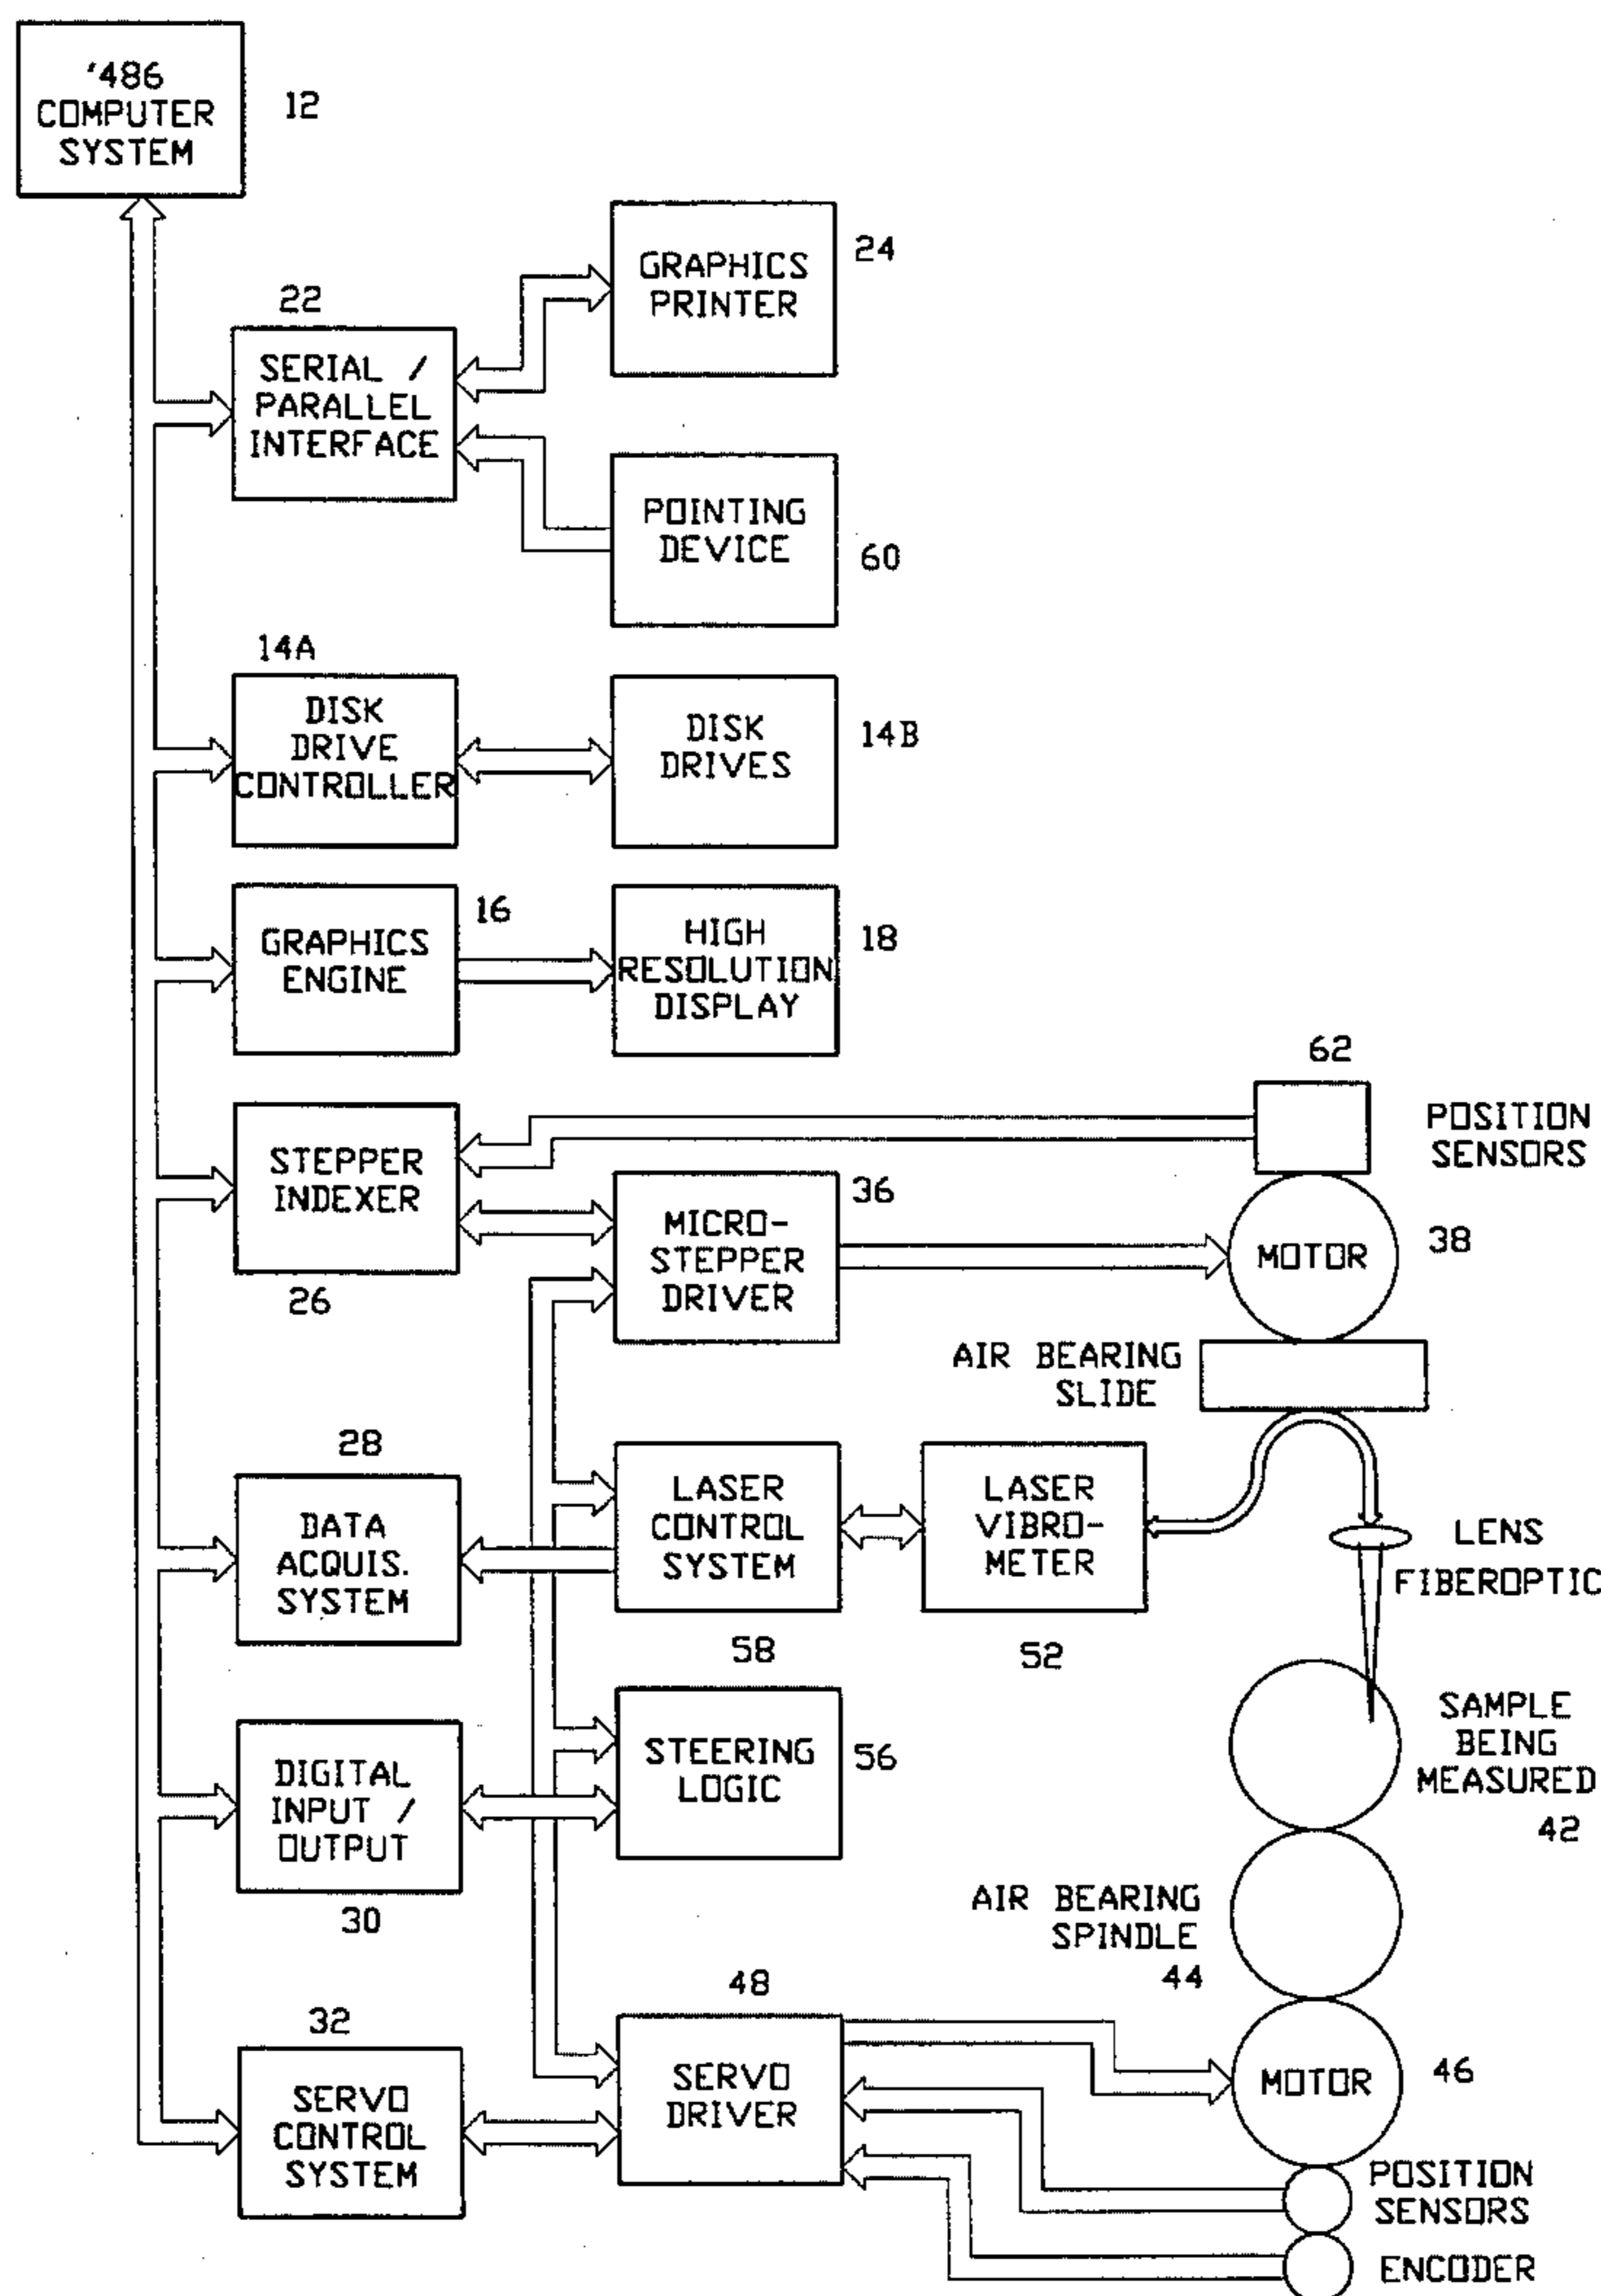 '486
COMPUTER
SYSTEM
12
24
GRAPHICS
PRINTER
22
SERIAL /
PARALLEL
INTERFACE
POINTING
DEVICE
60
14A
DISK
DRIVE
CONTROLLER
DISK
DRIVES
14B
GRAPHICS
ENGINE
16
HIGH
RESOLUTION
DISPLAY
18
62
POSITION
SENSORS
STEPPER
INDEXER
26
MICRO-
STEPPER
DRIVER
36
MOTOR
38
AIR BEARING
SLIDE
28
DATA
ACQUIS.
SYSTEM
LASER
CONTROL
SYSTEM
58
LASER
VIBRO-
METER
52
LENS
FIBEROPTIC
SAMPLE
BEING
MEASURED
42
DIGITAL
INPUT /
OUTPUT
30
STEERING
LOGIC
56
AIR BEARING
SPINDLE
44
32
SERVO
CONTROL
SYSTEM
48
SERVO
DRIVER
MOTOR
46
POSITION
SENSORS
ENCODER